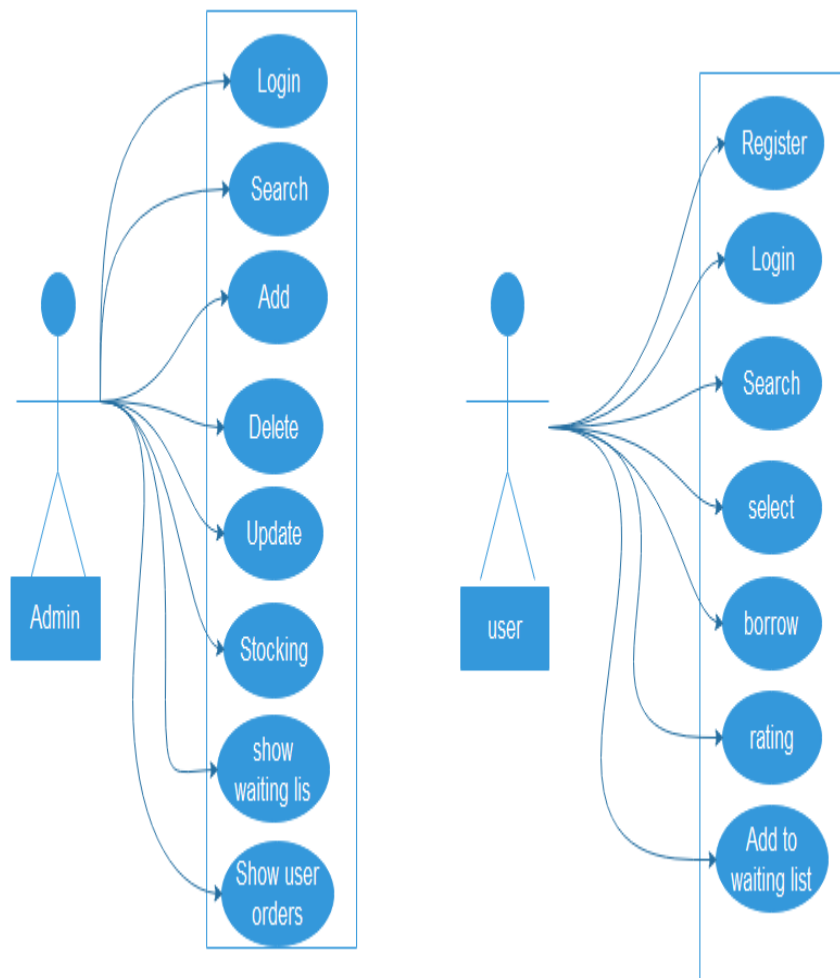 Login
Search
Add
Delete
Update
Stocking
show
waiting lis
Show user
orders
Admin
Register
Login
Search
select
borrow
rating
Add to
waiting list
user